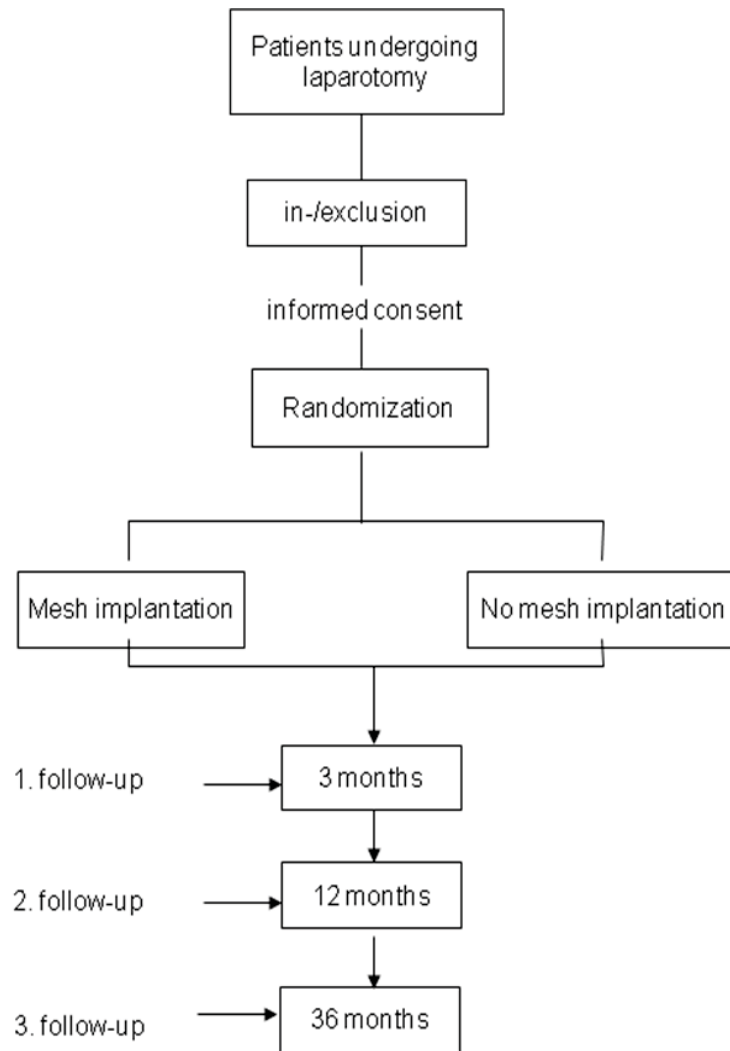 Patients undergoing
laparotomy
in-/exclusion
informed consent
Randomization
Mesh implantation
No mesh implantation
1. follow-up
3 months
2. follow-up
12 months
3. follow-up
36 months